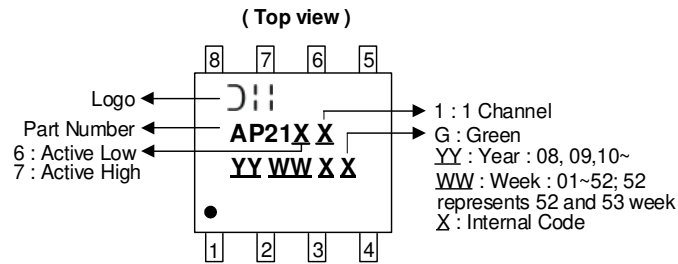 ( Top view )
8 7 6 5
Logo
Part Number
6 : Active Low
7 : Active High
AP21X X
YY WW X X
1 : 1 Channel
G : Green
YY : Year : 08, 09,10~
WW : Week : 01~52; 52
represents 52 and 53 week
X : Internal Code
1 2 3 4